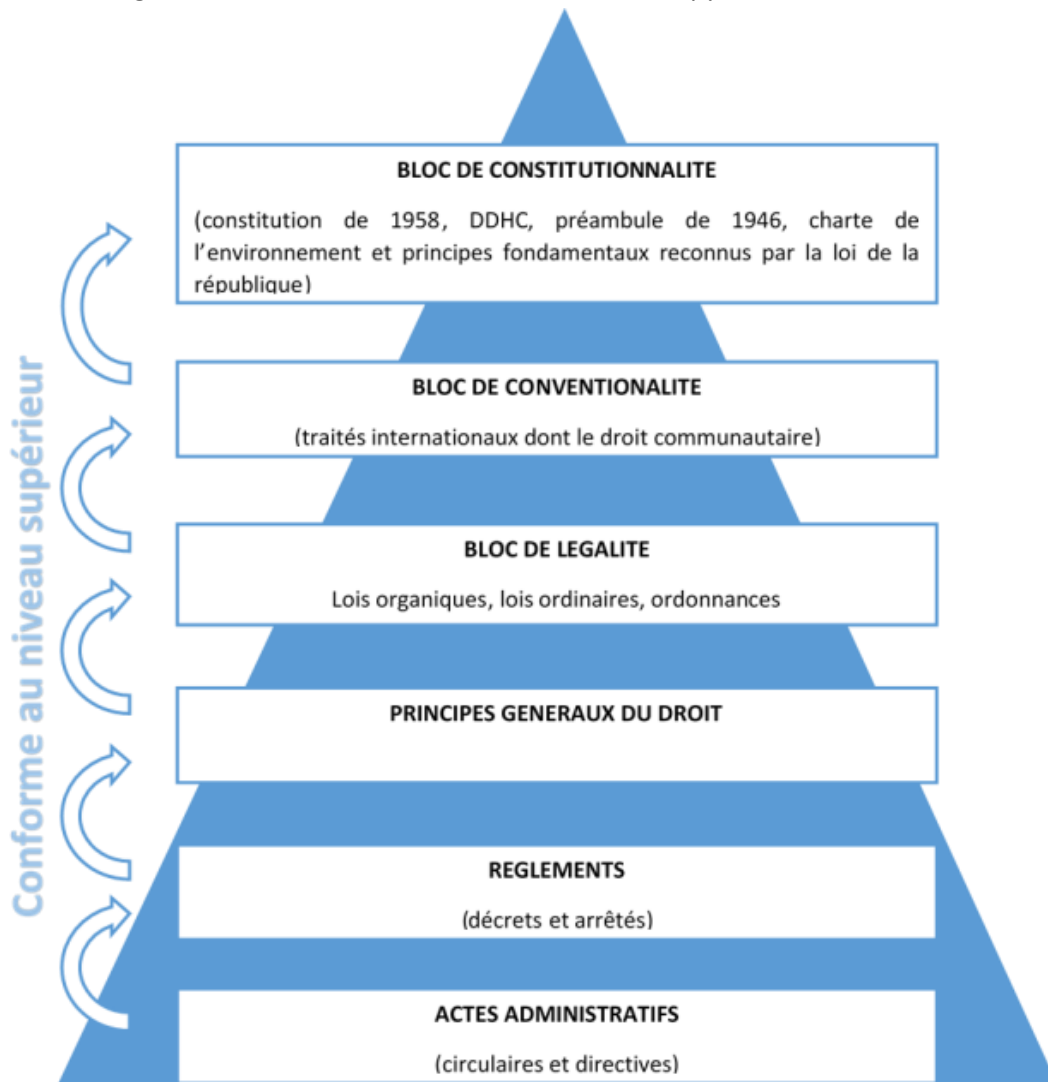 BLOC DE CONSTITUTIONNALITE
(constitution de 1958, DDHC, préambule de 1946, charte de
l'environnement et principes fondamentaux reconnus par la loi de la
république)
BLOC DE CONVENTIONALITE
(traités internationaux dont le droit communautaire)
BLOC DE LEGALITE
Lois organiques, lois ordinaires, ordonnances
PRINCIPES GENERAUX DU DROIT
REGLEMENTS
(décrets et arrêtés)
ACTES ADMINISTRATIFS
(circulaires et directives)
Conforme au niveau supérieur